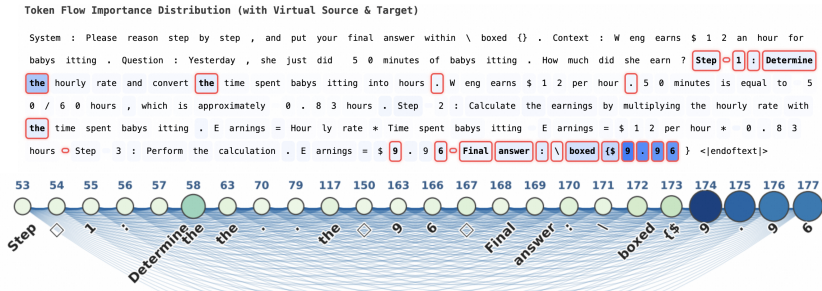 Token Flow Importance Distribution (with Virtual Source & Target)
System : Please reason step by step , and put your final answer within \ boxed {} . Context : W eng earns $ 1 2 an hour for
babys itting . Question : Yesterday , she just did 5 0 minutes of babys itting . How much did she earn ? Step 1 : Determine
the hourly rate and convert the time spent babys itting into hours . W eng earns $ 1 2 per hour . 5 0 minutes is equal to 5
0 / 6 0 hours , which is approximately 0 . 8 3 hours . Step 2 : Calculate the earnings by multiplying the hourly rate with
the time spent babys itting . E arnings = Hour ly rate * Time spent babys itting E arnings = $ 1 2 per hour * 0 . 8 3
hours Step 3 : Perform the calculation . E arnings = $ 9 . 9 6 Final answer : \ boxed {$ 9 . 9 6 } <|endoftext|>
53 54 55 56 57 58 63 70 79 117 150 163 166 167 168 169 170 171 172 173 174 175 176 177
Step 1 : Determine the the . . the 9 6 Final answer : \ boxed {$ 9 . 9 6